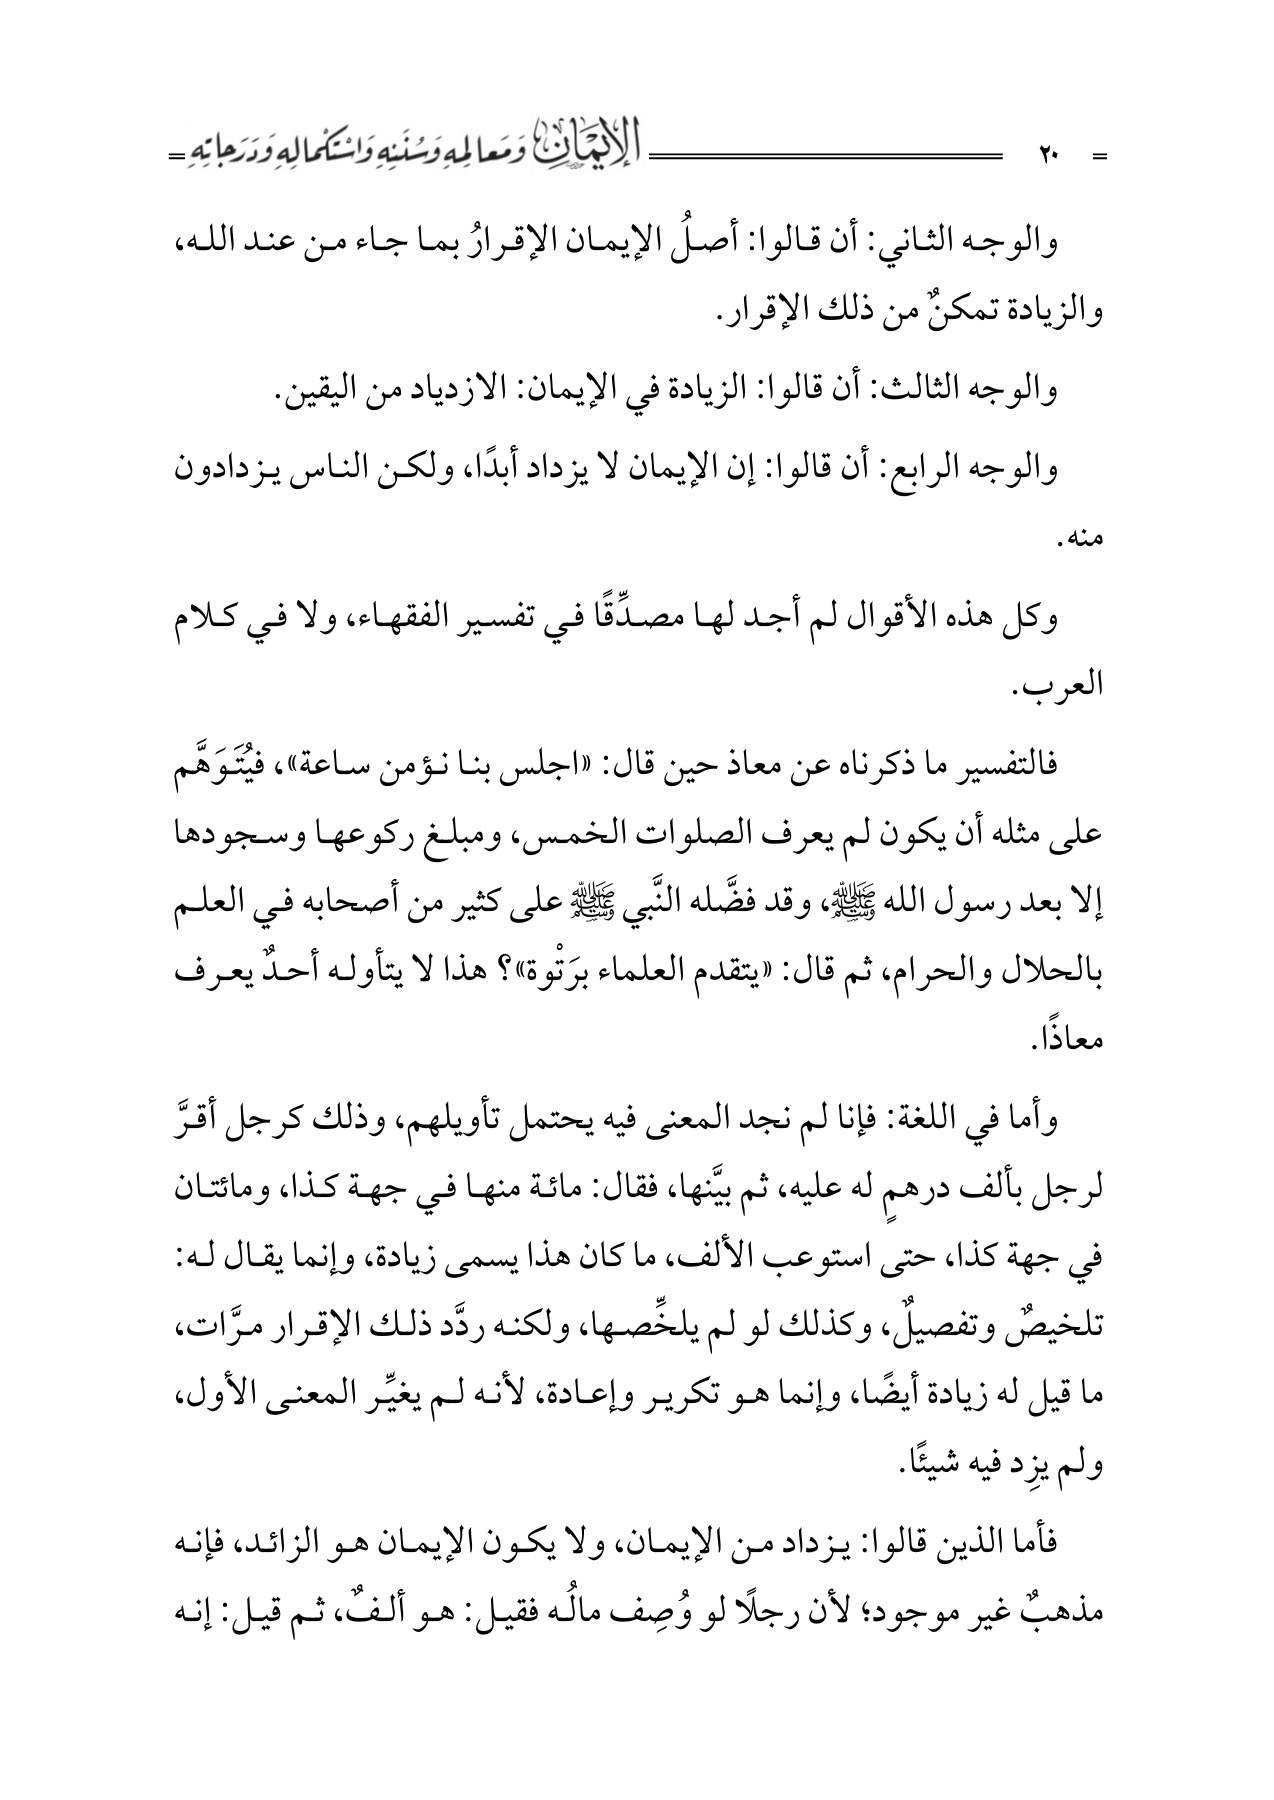 ٢٠ الإيمَان وَمَعالمِهِ وَسُنَنِهِ وَاسْتكْمالِهِ وَدَرَجاتِهِ
والوجه الثاني: أن قالوا: أصلُ الإيمان الإقرارُ بما جاء من عند الله،
والزيادة تمكنٌ من ذلك الإقرار.
والوجه الثالث: أن قالوا: الزيادة في الإيمان: الازدياد من اليقين.
والوجه الرابع: أن قالوا: إن الإيمان لا يزداد أبدًا، ولكن الناس يزدادون
منه.
وكل هذه الأقوال لم أجد لها مصدِّقًا في تفسير الفقهاء، ولا في كلام
العرب.
فالتفسير ما ذكرناه عن معاذ حين قال: «اجلس بنا نؤمن ساعة»، فيُتَوَهَّم
على مثله أن يكون لم يعرف الصلوات الخمس، ومبلغ ركوعها وسجودها
إلا بعد رسول الله ﷺ، وقد فضَّله النَّبي ﷺ على كثير من أصحابه في العلم
بالحلال والحرام، ثم قال: «يتقدم العلماء برَتْوة»؟ هذا لا يتأوله أحدٌ يعرف
معاذًا.
وأما في اللغة: فإنا لم نجد المعنى فيه يحتمل تأويلهم، وذلك كرجل أقرَّ
لرجل بألف درهمٍ له عليه، ثم بيَّنها، فقال: مائة منها في جهة كذا، ومائتان
في جهة كذا، حتى استوعب الألف، ما كان هذا يسمى زيادة، وإنما يقال له:
تلخيصٌ وتفصيلٌ، وكذلك لو لم يلخِّصها، ولكنه ردَّد ذلك الإقرار مرَّات،
ما قيل له زيادة أيضًا، وإنما هو تكرير وإعادة، لأنه لم يغيِّر المعنى الأول،
ولم يزِد فيه شيئًا.
فأما الذين قالوا: يزداد من الإيمان، ولا يكون الإيمان هو الزائد، فإنه
مذهبٌ غير موجود؛ لأن رجلًا لو وُصِف مالُه فقيل: هو ألفٌ، ثم قيل: إنه